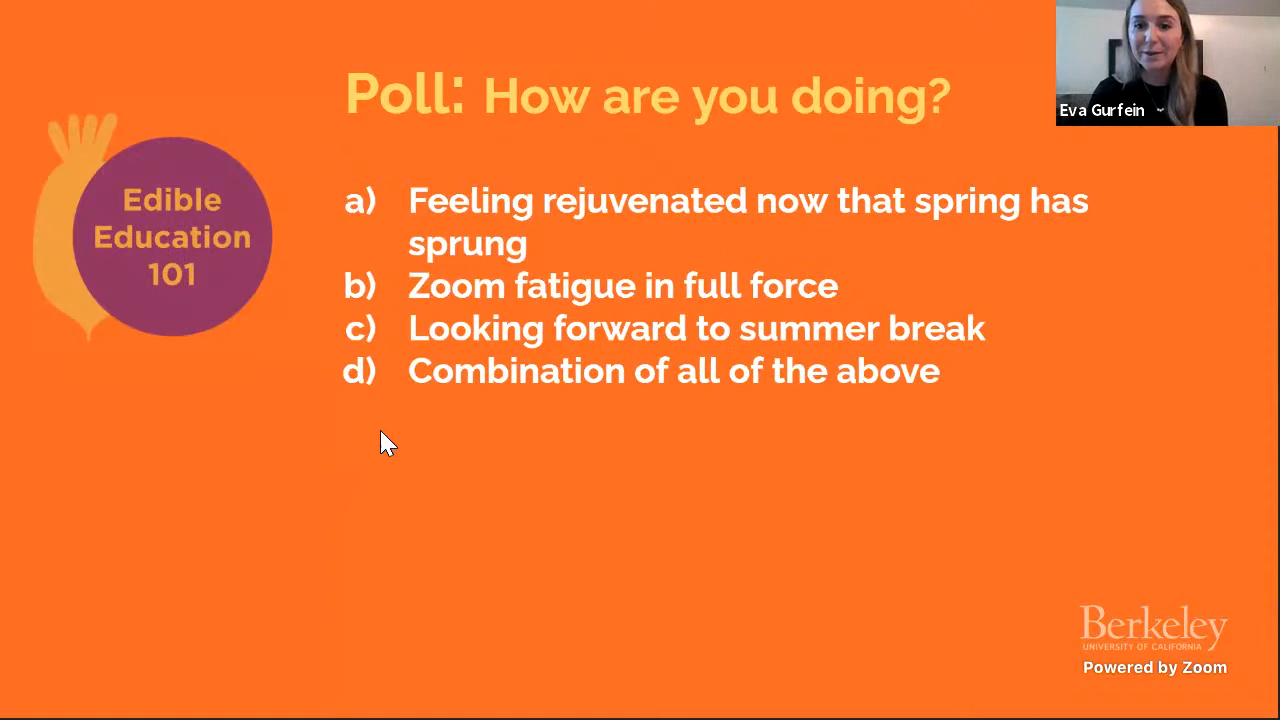 Poll: How are you doing?
Eva Gurfein
Edible
Education
101
a) Feeling rejuvenated now that spring has
sprung
b) Zoom fatigue in full force
c) Looking forward to summer break
d) Combination of all of the above
Berkeley
UNIVERSITY OF CALIFORNIA
Powered by Zoom